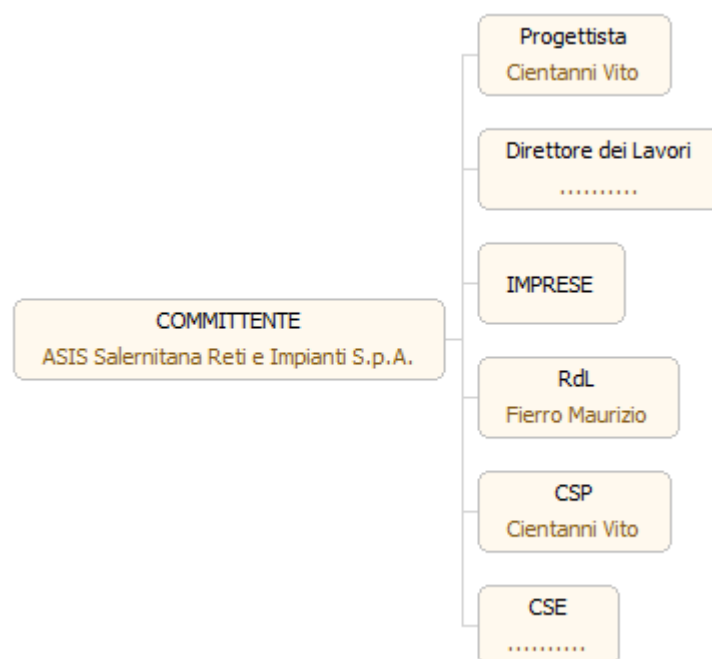 Progettista
Cientanni Vito
Direttore dei Lavori
..........
IMPRESE
COMMITTENTE
ASIS Salernitana Reti e Impianti S.p.A.
RdL
Fierro Maurizio
CSP
Cientanni Vito
CSE
..........